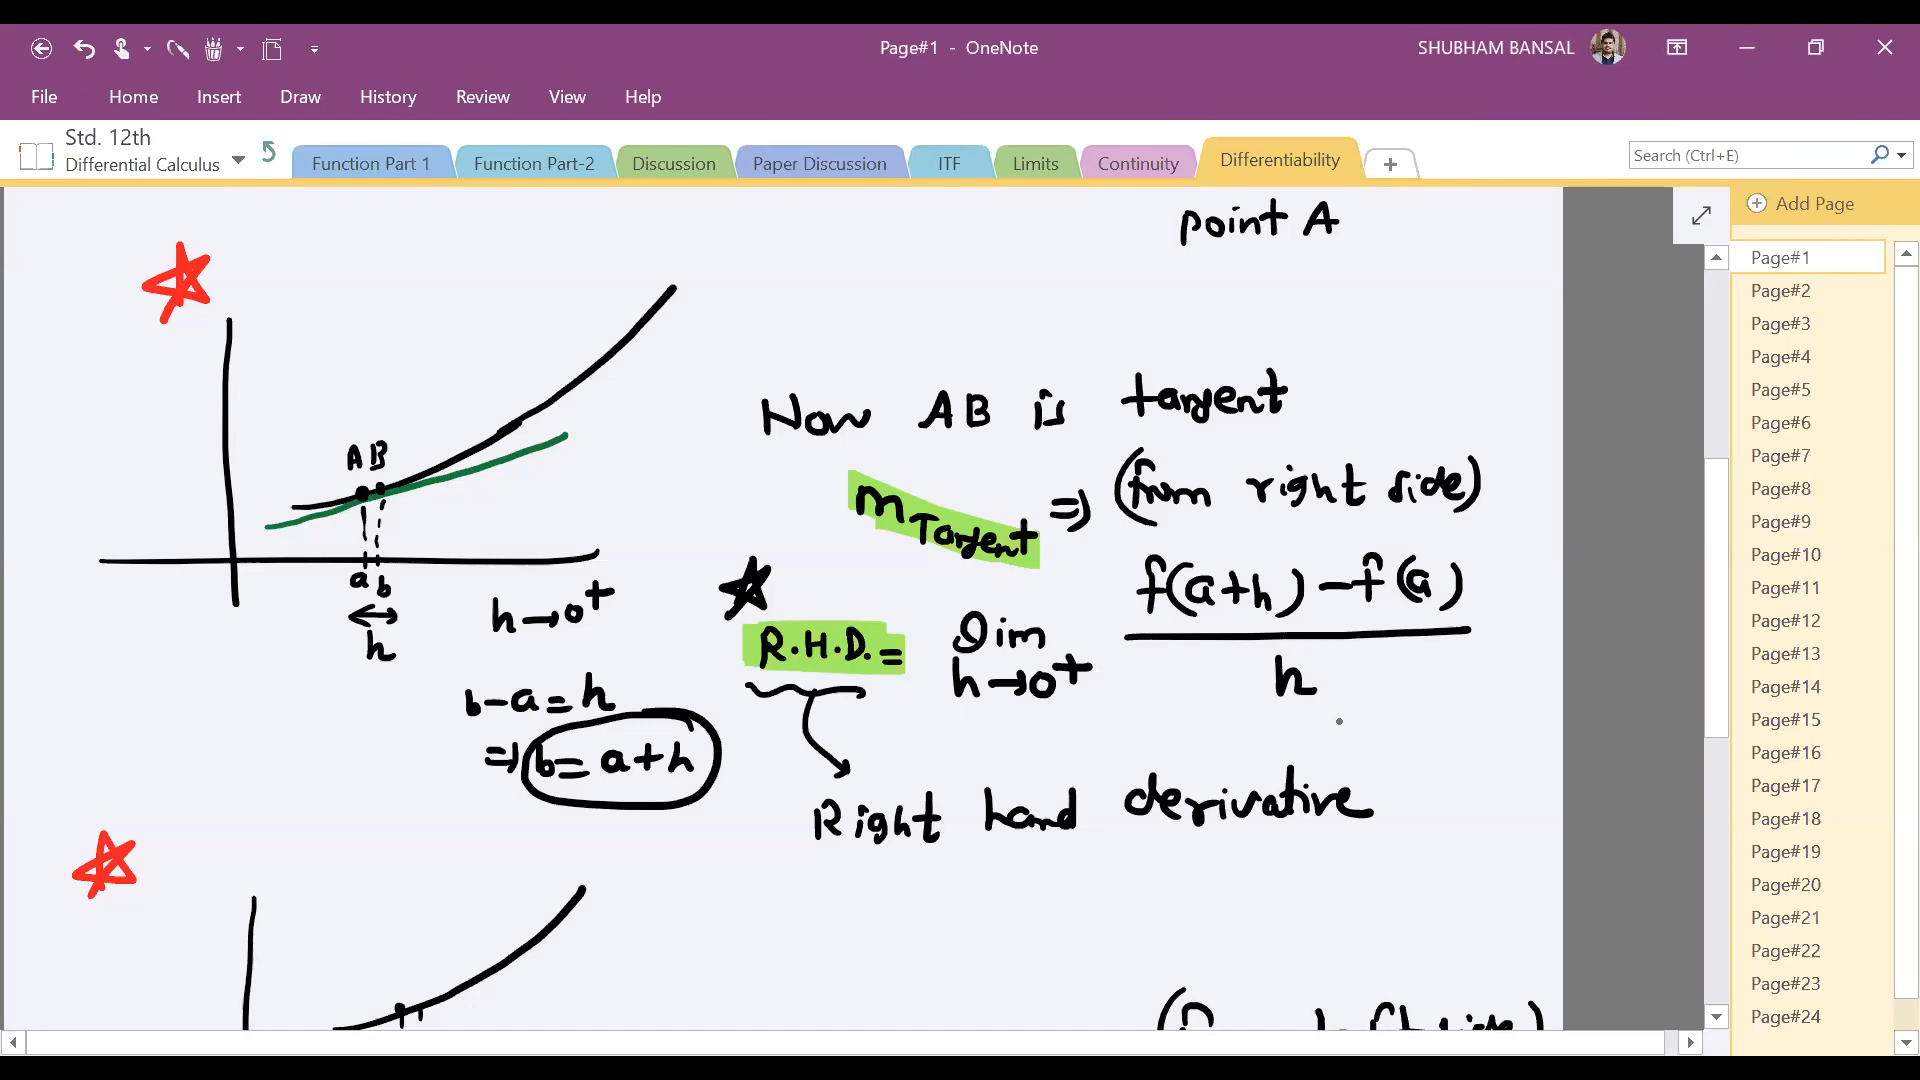 Page#1 - OneNote
SHUBHAM BANSAL
File Home Insert Draw History Review View Help
Std. 12th
Differential Calculus
Function Part 1 Function Part-2 Discussion Paper Discussion ITF Limits Continuity Differentiability
Search (Ctrl+E)
Add Page
Page#1
Page#2
Page#3
Page#4
Page#5
Page#6
Page#7
Page#8
Page#9
Page#10
Page#11
Page#12
Page#13
Page#14
Page#15
Page#16
Page#17
Page#18
Page#19
Page#20
Page#21
Page#22
Page#23
Page#24
point A
A B
a b
h
h→0+
b-a=h
⇒ b= a+h
Now AB is tangent
m Tangent ⇒ (from right side)
R.H.D. = lim h→0+ f(a+h)-f(a) / h
Right hand derivative